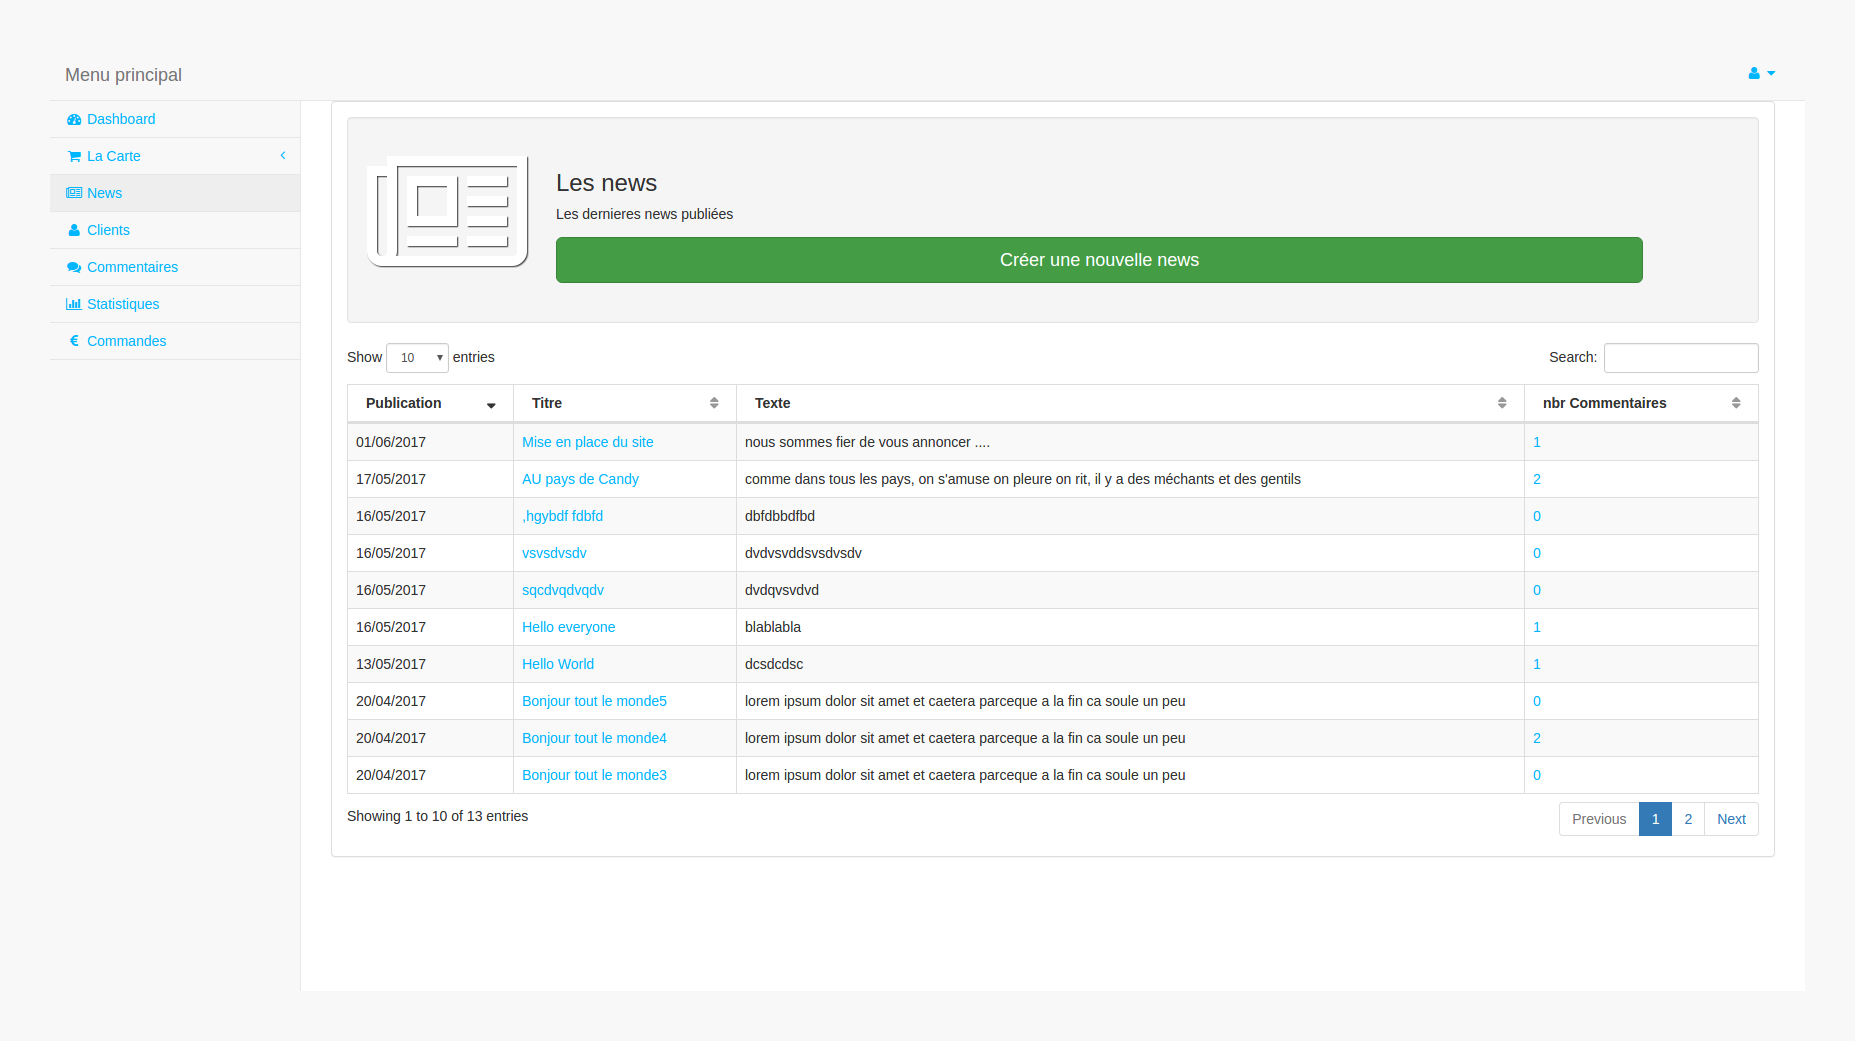 Menu principal
Dashboard
La Carte
News
Clients
Commentaires
Statistiques
Commandes
Les news
Les dernieres news publiées
Créer une nouvelle news
Show 10 entries Search:
Publication Titre Texte nbr Commentaires
01/06/2017 Mise en place du site nous sommes fier de vous annoncer .... 1
17/05/2017 AU pays de Candy comme dans tous les pays, on s'amuse on pleure on rit, il y a des méchants et des gentils 2
16/05/2017 ,hgybdf fdbfd dbfdbbdfbd 0
16/05/2017 vsvsdvsdv dvdvsvddsvsdvsdv 0
16/05/2017 sqcdvqdvqdv dvdqvsvdvd 0
16/05/2017 Hello everyone blablabla 1
13/05/2017 Hello World dcsdcdsc 1
20/04/2017 Bonjour tout le monde5 lorem ipsum dolor sit amet et caetera parceque a la fin ca soule un peu 0
20/04/2017 Bonjour tout le monde4 lorem ipsum dolor sit amet et caetera parceque a la fin ca soule un peu 2
20/04/2017 Bonjour tout le monde3 lorem ipsum dolor sit amet et caetera parceque a la fin ca soule un peu 0
Showing 1 to 10 of 13 entries Previous 1 2 Next